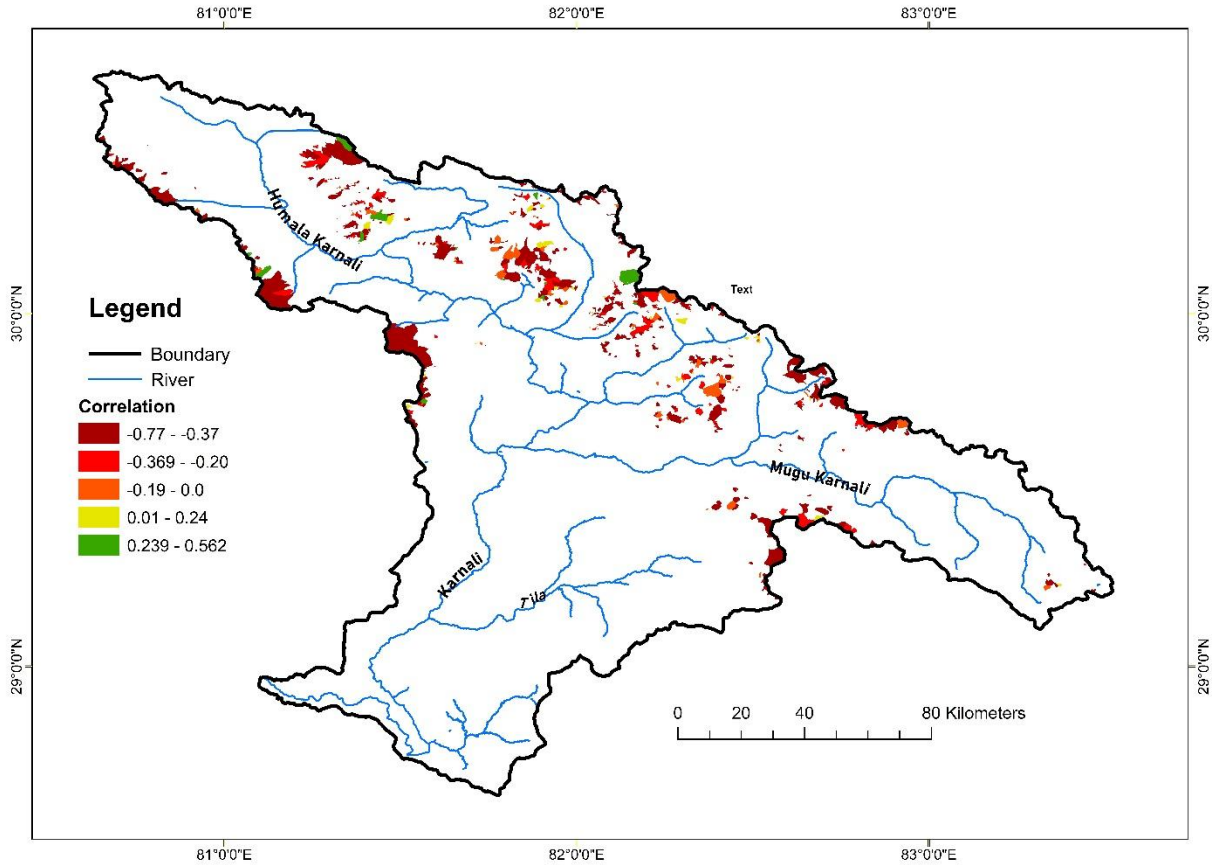 81°0'0"E 82°0'0"E 83°0'0"E
Humala Karnali
30°0'0"N
30°0'0"N
Text
Legend
Boundary
River
Correlation
-0.77 - -0.37
-0.369 - -0.20
-0.19 - 0.0
0.01 - 0.24
0.239 - 0.562
Mugu Karnali
Karnali
Tila
29°0'0"N
29°0'0"N
0 20 40 80 Kilometers
81°0'0"E 82°0'0"E 83°0'0"E